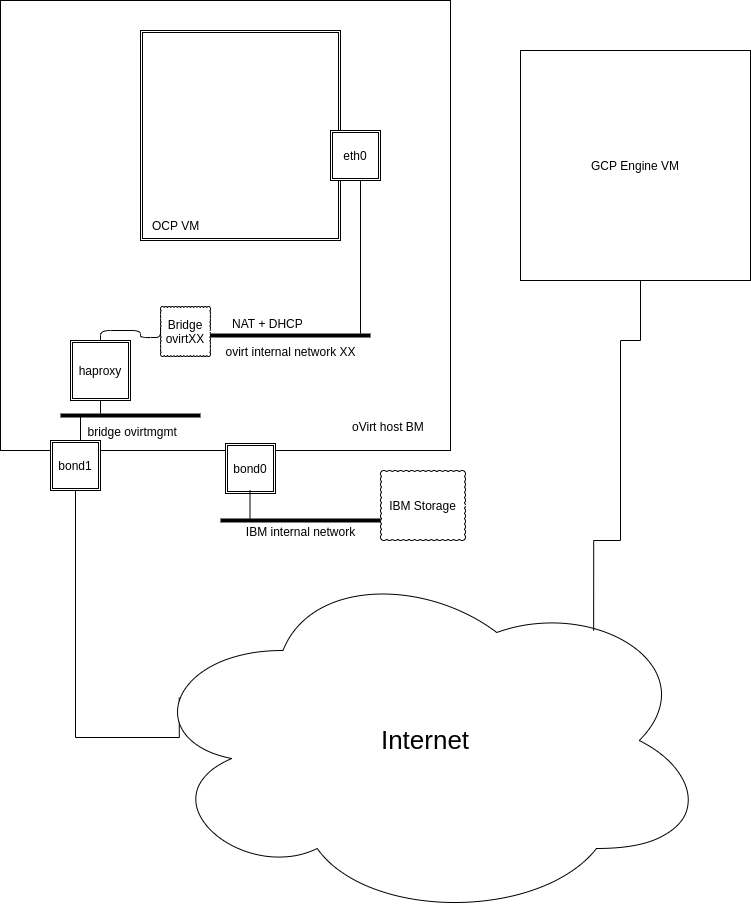 eth0
GCP Engine VM
OCP VM
NAT + DHCP
Bridge
ovirtXX
ovirt internal network XX
haproxy
oVirt host BM
bridge ovirtmgmt
bond1
bond0
IBM Storage
IBM internal network
Internet